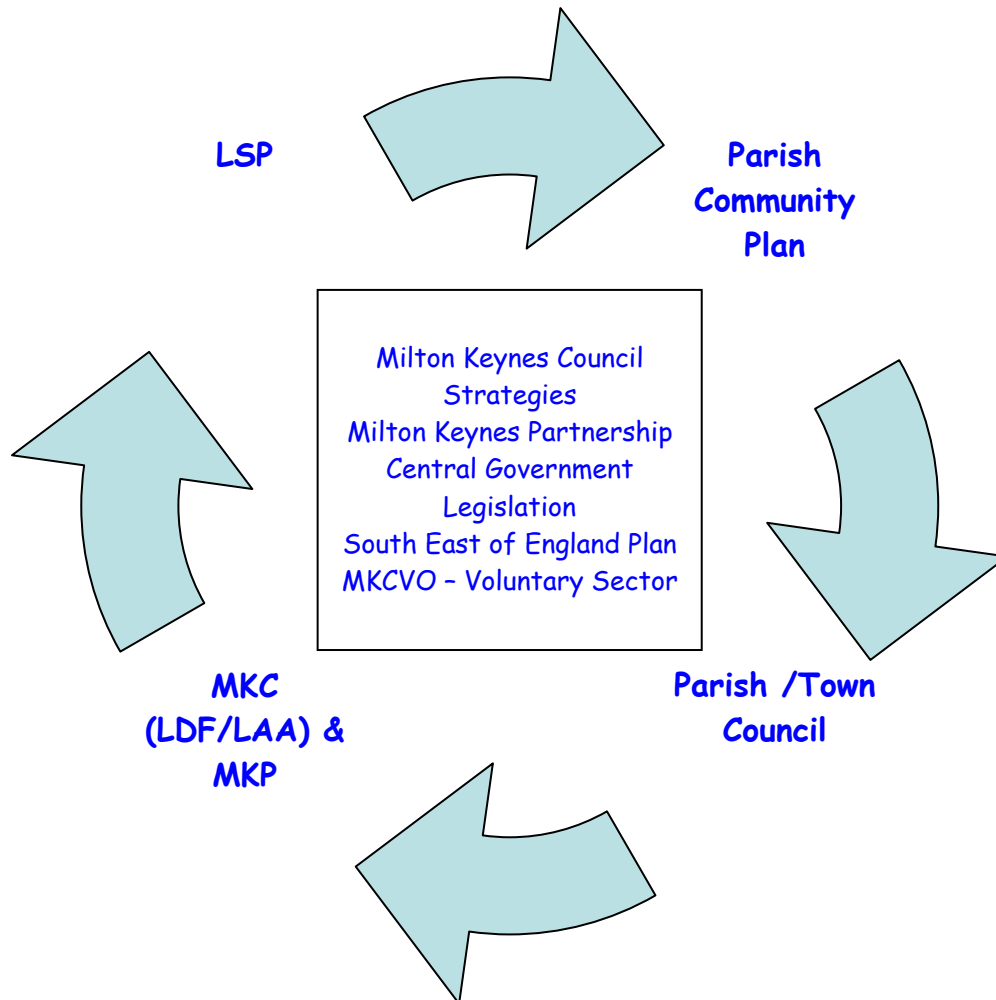 LSP
Parish
Community
Plan
Milton Keynes Council
Strategies
Milton Keynes Partnership
Central Government
Legislation
South East of England Plan
MKCVO – Voluntary Sector
MKC
(LDF/LAA) &
MKP
Parish /Town
Council